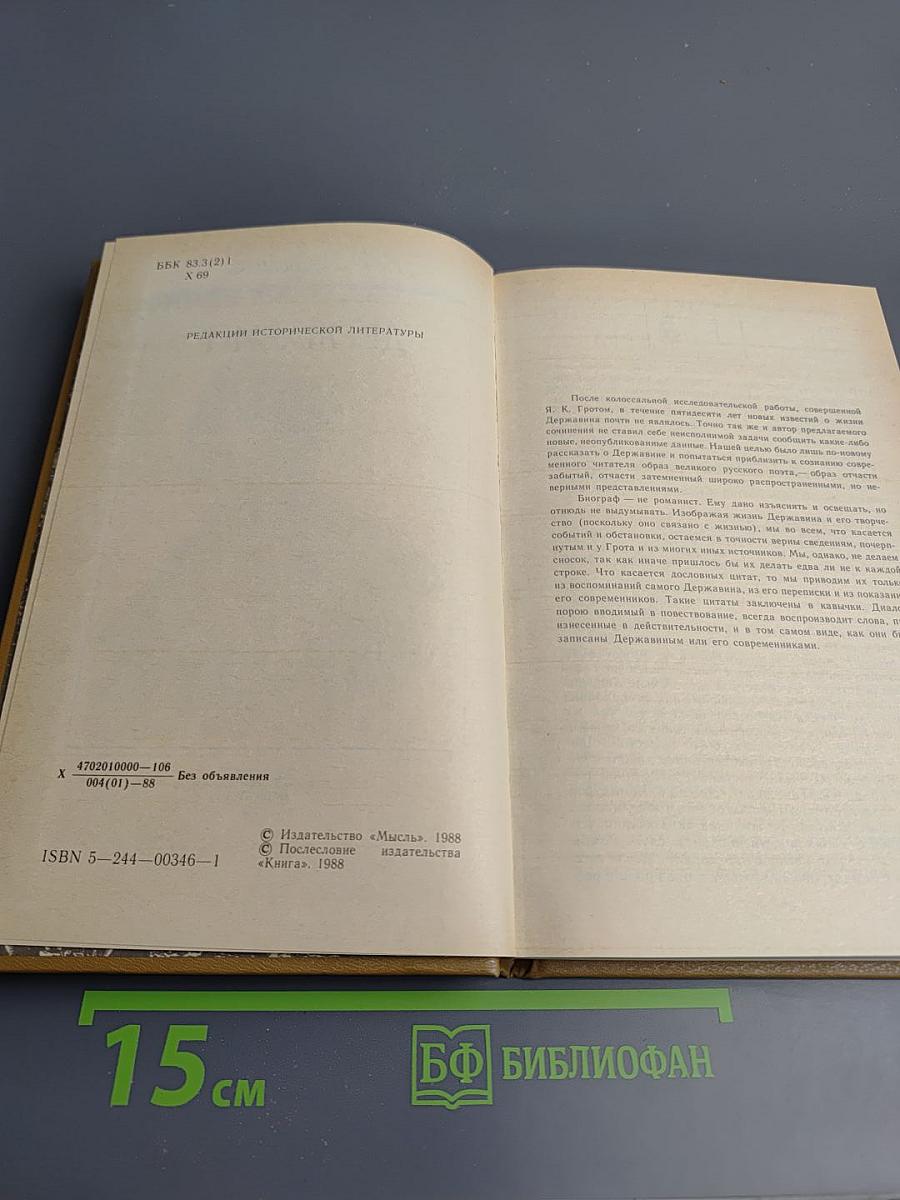 ББК 83.3(2)1
Х 69
РЕДАКЦИИ ИСТОРИЧЕСКОЙ ЛИТЕРАТУРЫ
Х 4702010000—106
004(01)—88 Без объявления
ISBN 5—244—00346—1
© Издательство «Мысль». 1988
© Послесловие издательства
«Книга». 1988
После колоссальной исследовательской работы, совершенной
Я. К. Гротом, в течение пятидесяти лет новых известий о жизни
Державина почти не явилось. Точно так же и автор предлагаемого
сочинения не ставил себе неисполнимой задачи сообщить какие-либо
новые, неопубликованные данные. Нашей целью было лишь по-новому
рассказать о Державине и попытаться приблизить к сознанию совре-
менного читателя образ великого русского поэта,— образ отчасти
забытый, отчасти затемненный широко распространенными, но не-
верными представлениями.
Биограф — не романист. Ему дано изъяснять и освещать, но
отнюдь не выдумывать. Изображая жизнь Державина и его творче-
ство (поскольку оно связано с жизнью), мы во всем, что касается
событий и обстановки, остаемся в точности верны сведениям, почерп-
нутым и у Грота и из многих иных источников. Мы, однако, не делаем
сносок, так как иначе пришлось бы их делать едва ли не к каждой
строке. Что касается дословных цитат, то мы приводим их только
из воспоминаний самого Державина, из его переписки и из показани
его современников. Такие цитаты заключены в кавычки. Диало
порою вводимый в повествование, всегда воспроизводит слова, п
изнесенные в действительности, и в том самом виде, как они б
записаны Державиным или его современниками.
15 см
БФ БИБЛИОФАН